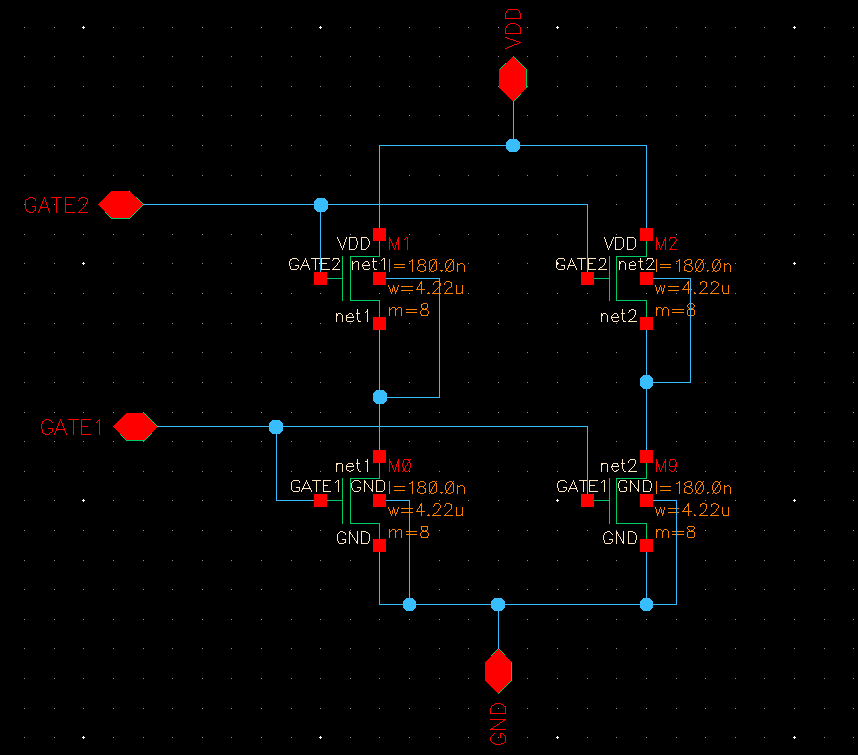 VDD
GATE2
VDD M1
GATE2 net1 l=180.0n
w=4.22u
net1 m=8
VDD M2
GATE2 net2 l=180.0n
w=4.22u
net2 m=8
GATE1
net1 M0
GATE1 GND l=180.0n
w=4.22u
GND m=8
net2 M9
GATE1 GND l=180.0n
w=4.22u
GND m=8
GND